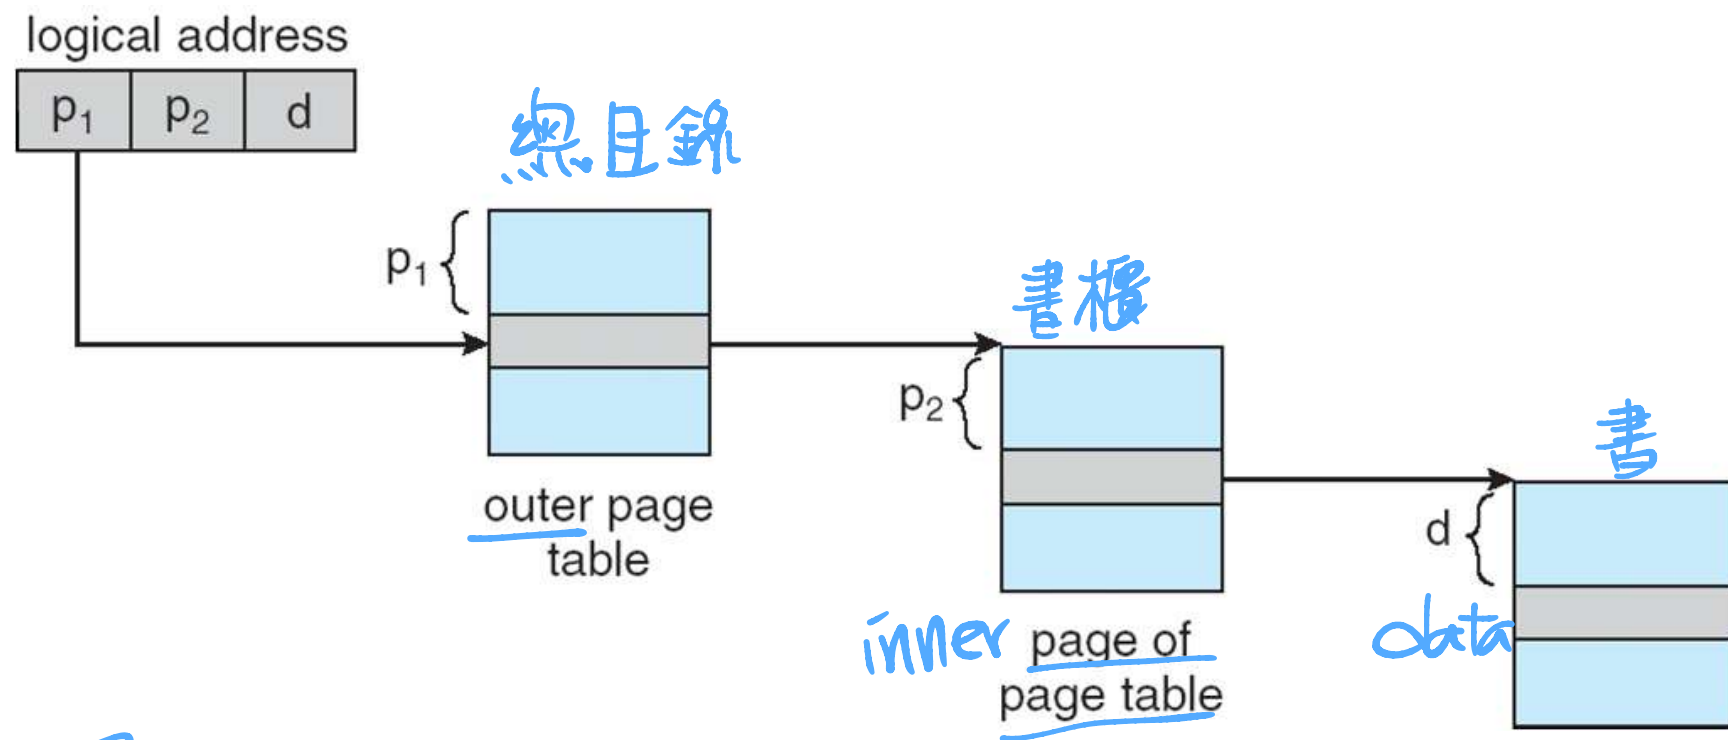 logical address
p₁ p₂ d
總目錄
p₁
書櫃
p₂
書
outer page
table
d
inner page of
page table
data